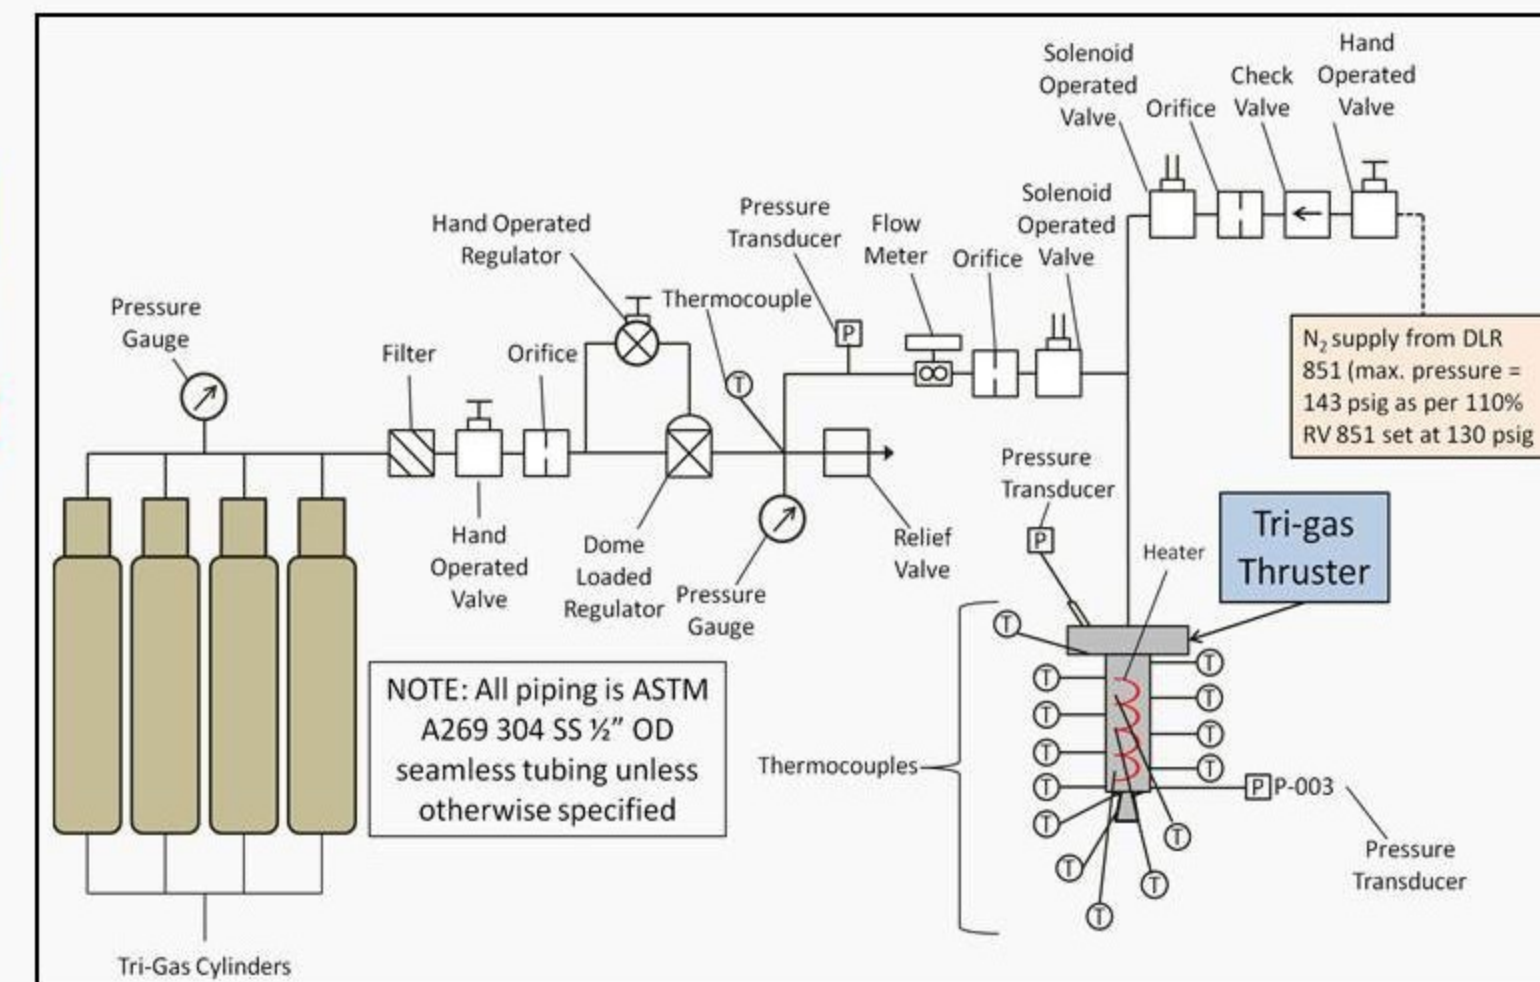 Solenoid
Operated
Valve
Orifice
Check
Valve
Hand
Operated
Valve
Hand Operated
Regulator
Pressure
Transducer
Flow
Meter
Orifice
Solenoid
Operated
Valve
Pressure
Gauge
Filter
Orifice
Thermocouple
T
P
N2 supply from DLR
851 (max. pressure =
143 psig as per 110%
RV 851 set at 130 psig
Hand
Operated
Valve
Dome
Loaded
Regulator
Pressure
Gauge
Relief
Valve
Pressure
Transducer
P
Heater
Tri-gas
Thruster
NOTE: All piping is ASTM
A269 304 SS ½” OD
seamless tubing unless
otherwise specified
Thermocouples
T
T
T
T
T
T
T
T
T
T
T
T
T
T
P P-003
Pressure
Transducer
Tri-Gas Cylinders